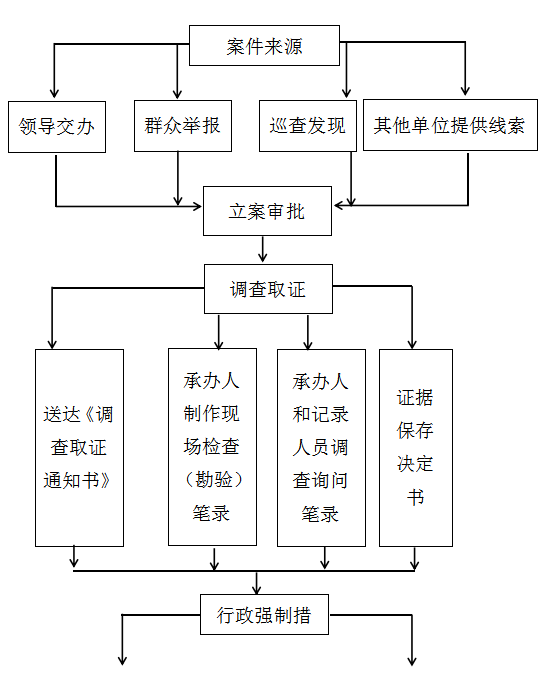 案件来源
领导交办
群众举报
巡查发现
其他单位提供线索
立案审批
调查取证
送达《调
查取证
通知书》
承办人
制作现
场检查
（勘验）
笔录
承办人
和记录
人员调
查询问
笔录
证据
保存
决定
书
行政强制措